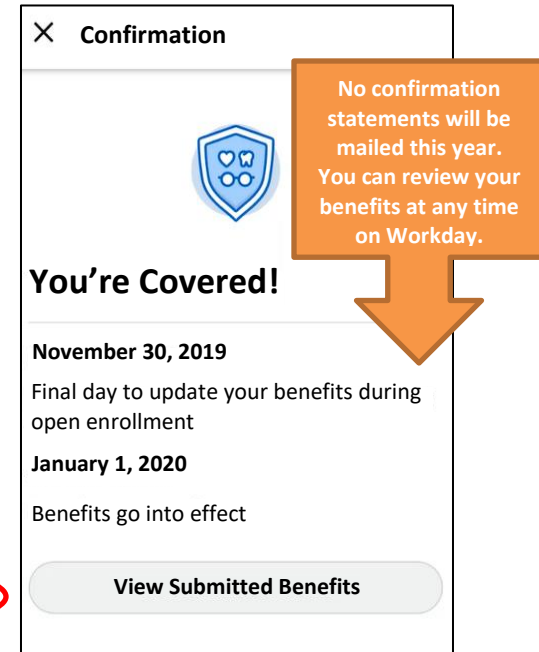 X Confirmation
No confirmation
statements will be
mailed this year.
You can review your
benefits at any time
on Workday.
You’re Covered!
November 30, 2019
Final day to update your benefits during
open enrollment
January 1, 2020
Benefits go into effect
View Submitted Benefits